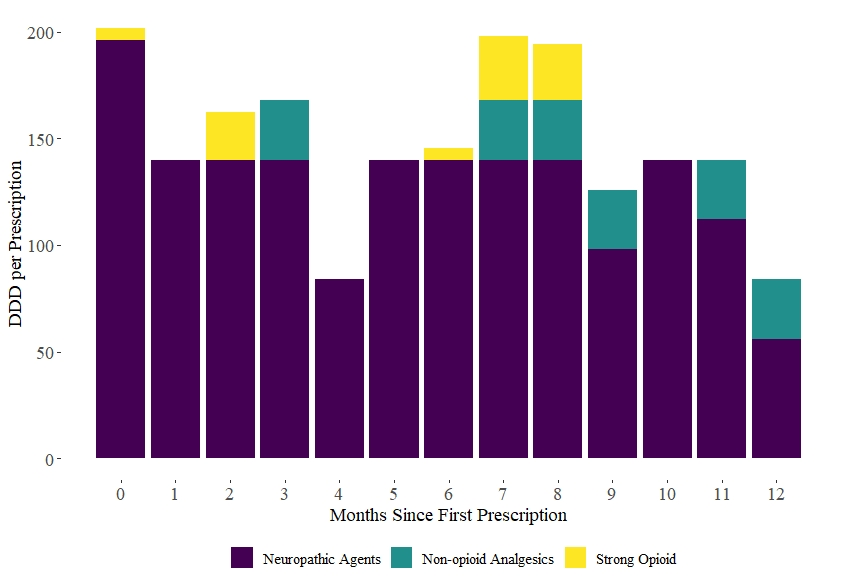 DDD per Prescription
200
150
100
50
0
0 1 2 3 4 5 6 7 8 9 10 11 12
Months Since First Prescription
Neuropathic Agents Non-opioid Analgesics Strong Opioid